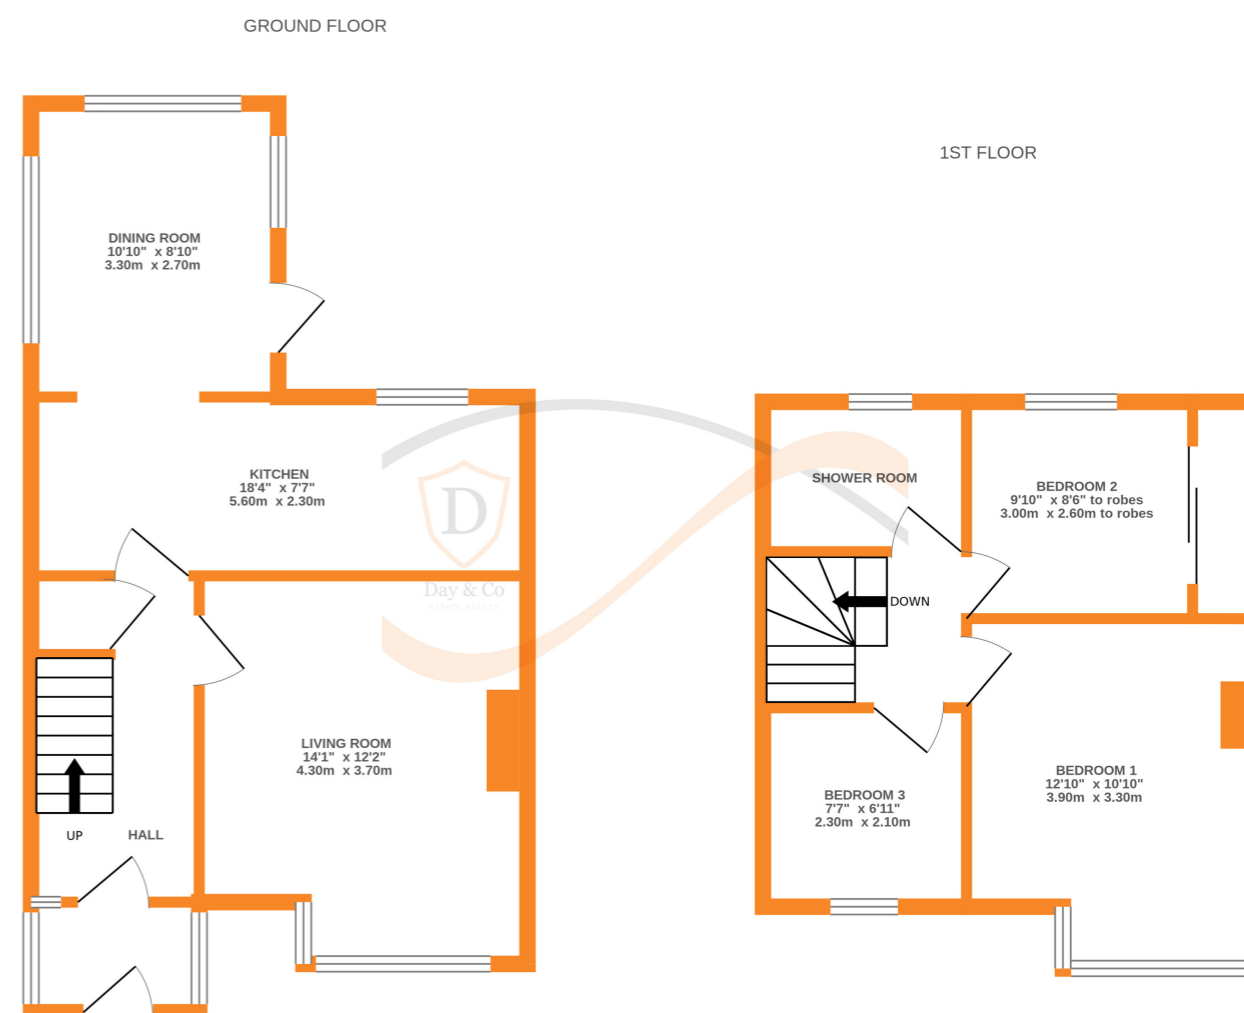 GROUND FLOOR
1ST FLOOR
DINING ROOM
10'10" x 8'10"
3.30m x 2.70m
KITCHEN
18'4" x 7'7"
5.60m x 2.30m
D
Day & Co
ESTATE AGENTS
LIVING ROOM
14'1" x 12'2"
4.30m x 3.70m
UP
HALL
SHOWER ROOM
BEDROOM 2
9'10" x 8'6" to robes
3.00m x 2.60m to robes
DOWN
BEDROOM 1
12'10" x 10'10"
3.90m x 3.30m
BEDROOM 3
7'7" x 6'11"
2.30m x 2.10m